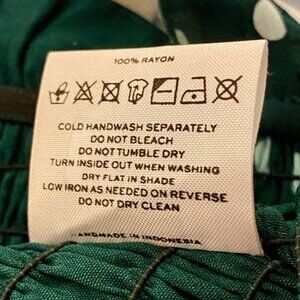 100% RAYON
COLD HANDWASH SEPARATELY
DO NOT BLEACH
DO NOT TUMBLE DRY
TURN INSIDE OUT WHEN WASHING
DRY FLAT IN SHADE
LOW IRON AS NEEDED ON REVERSE
DO NOT DRY CLEAN
HANDMADE IN INDONESIA